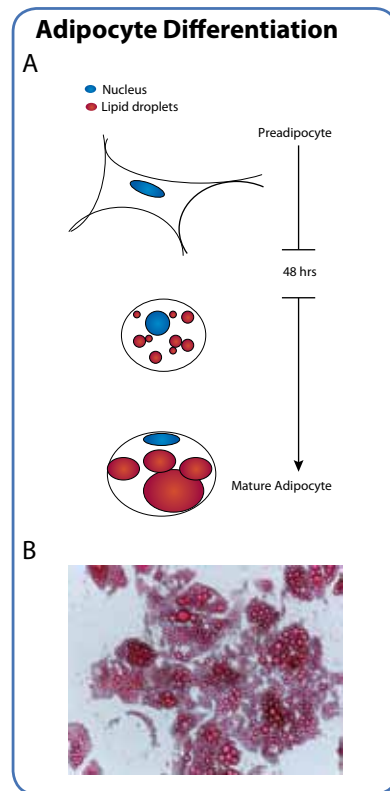 Adipocyte Differentiation
A
Nucleus
Lipid droplets
Preadipocyte
48 hrs
Mature Adipocyte
B